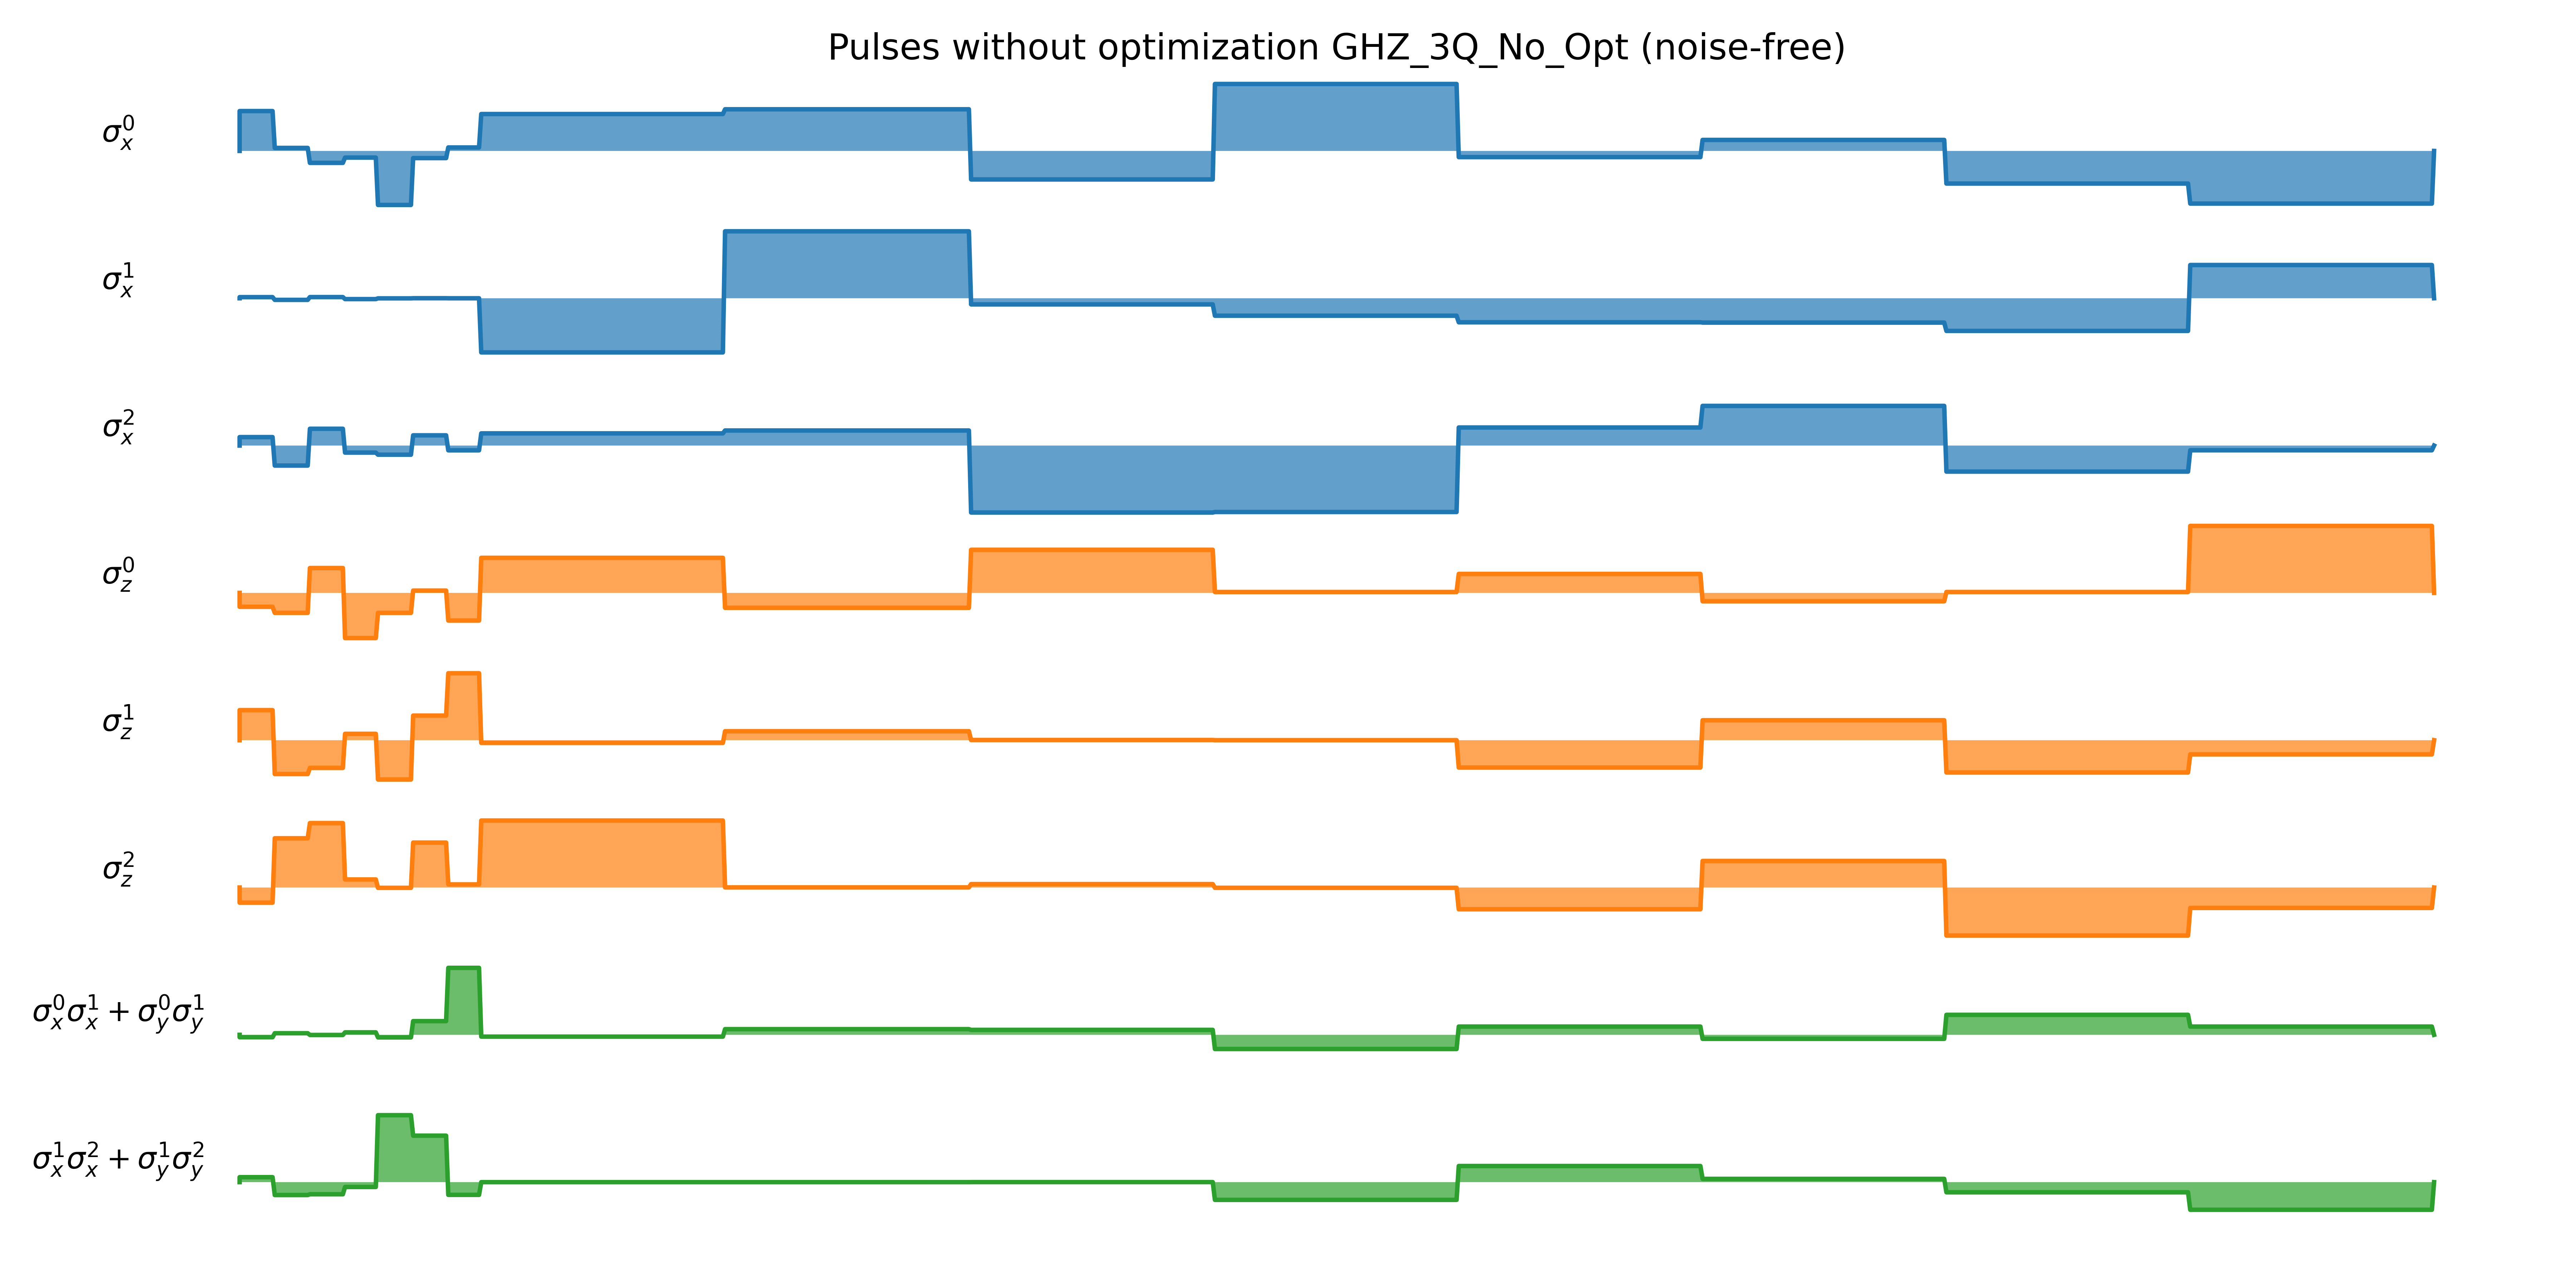 Pulses without optimization GHZ_3Q_No_Opt (noise-free)
σ_x^0
σ_x^1
σ_x^2
σ_z^0
σ_z^1
σ_z^2
σ_x^0σ_x^1 + σ_y^0σ_y^1
σ_x^1σ_x^2 + σ_y^1σ_y^2